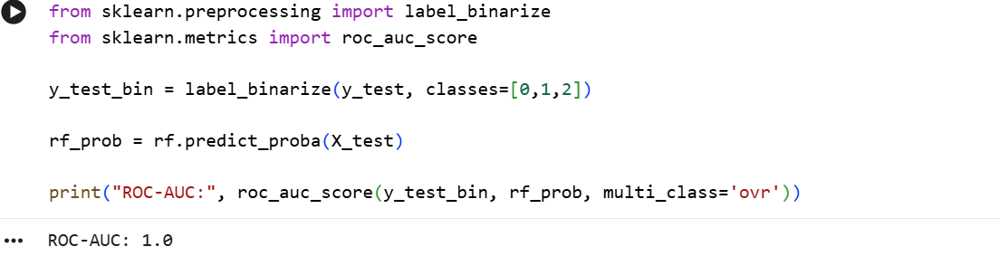 from sklearn.preprocessing import label_binarize
from sklearn.metrics import roc_auc_score
y_test_bin = label_binarize(y_test, classes=[0,1,2])
rf_prob = rf.predict_proba(X_test)
print("ROC-AUC:", roc_auc_score(y_test_bin, rf_prob, multi_class='ovr'))
ROC-AUC: 1.0